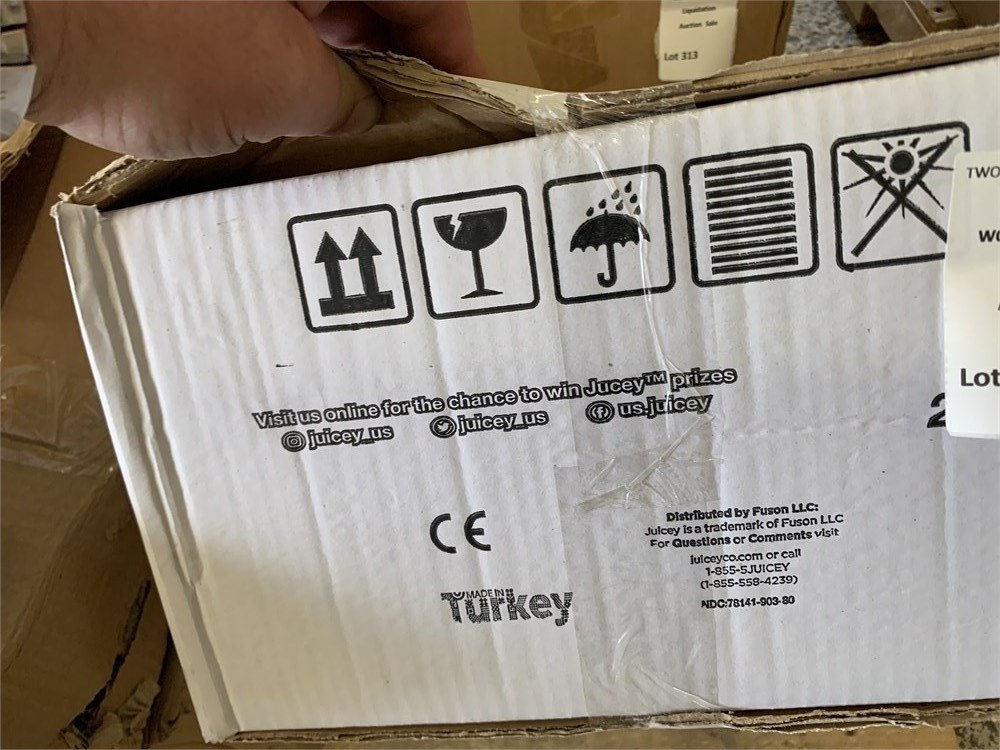 Liquidation
Auction Sale
Lot 313
TWO
Lot
2
Visit us online for the chance to win Jucey™ prizes
juicey_us juicey_us us.juicey
CE
MADE IN
Turkey
Distributed by Fuson LLC:
Juicey is a trademark of Fuson LLC
For Questions or Comments visit
juiceyco.com or call
1-855-5JUICEY
(1-855-558-4239)
NDC:78141-903-80